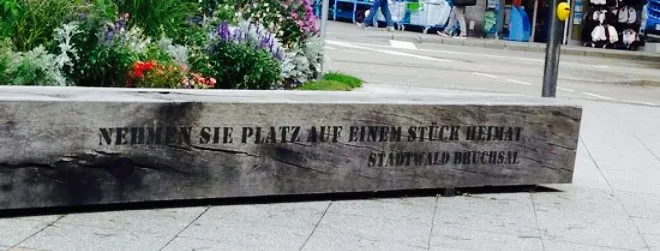 NEHMEN SIE PLATZ AUF EINEM STÜCK HEIMAT
STADTWALD BRUCHSAL